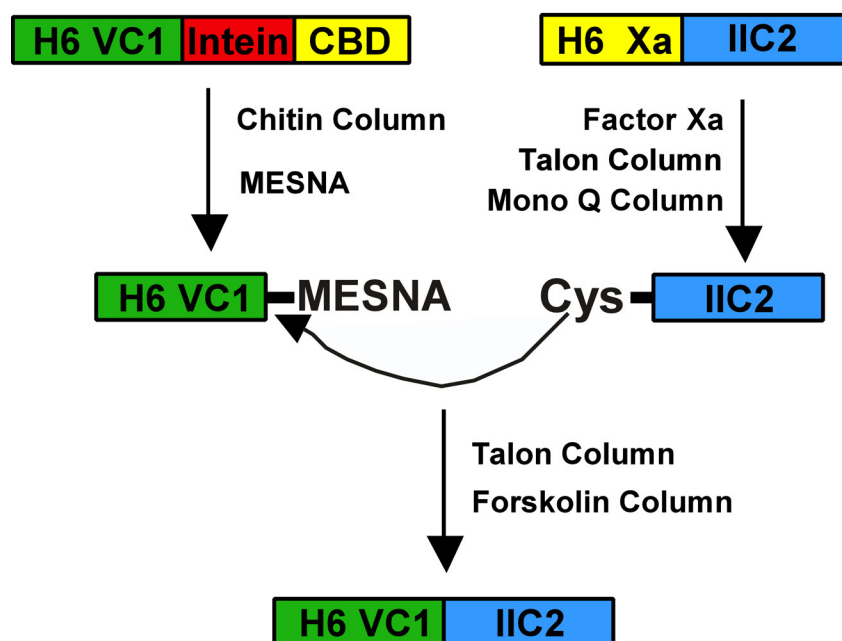 H6 VC1 Intein CBD
H6 Xa IIC2
Chitin Column
MESNA
Factor Xa
Talon Column
Mono Q Column
H6 VC1 MESNA
Cys IIC2
Talon Column
Forskolin Column
H6 VC1 IIC2